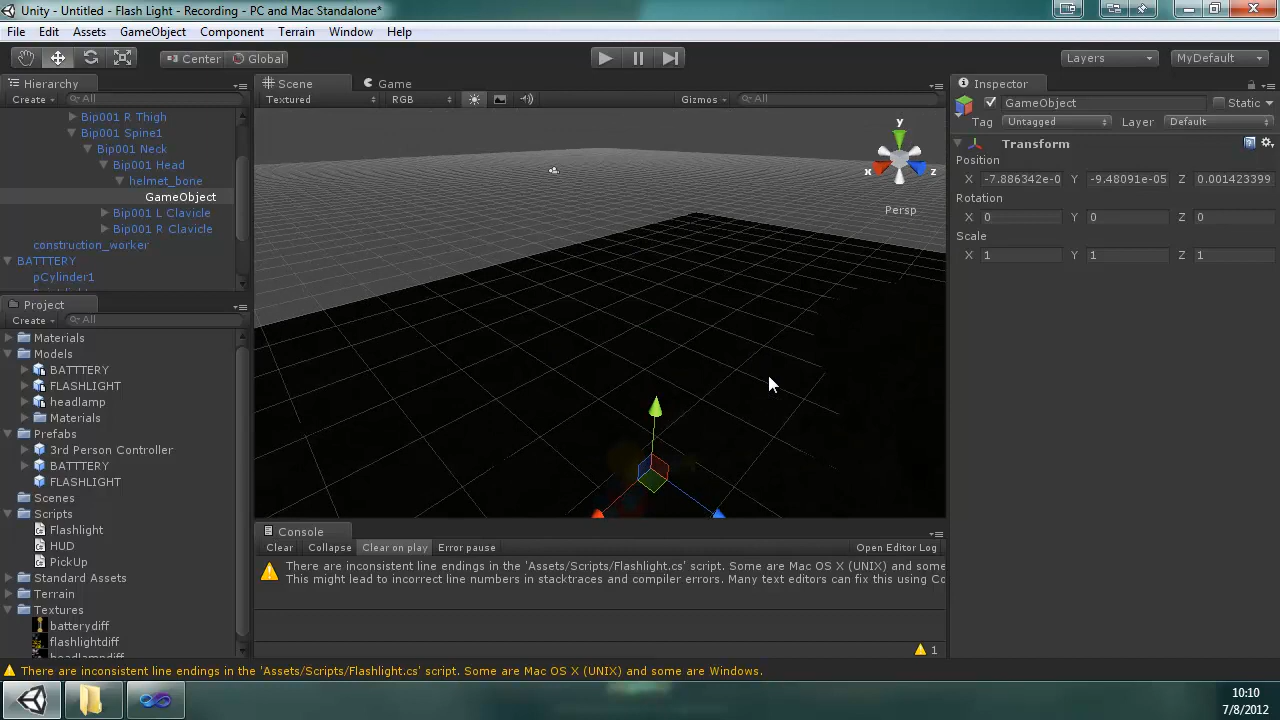 Unity - Untitled - Flash Light - Recording - PC and Mac Standalone*
File Edit Assets GameObject Component Terrain Window Help
Center Global Layers MyDefault
Hierarchy
Create All
Bip001 R Thigh
Bip001 Spine1
Bip001 Neck
Bip001 Head
helmet_bone
GameObject
Bip001 L Clavicle
Bip001 R Clavicle
construction_worker
BATTTERY
pCylinder1
Project
Create All
Materials
Models
BATTTERY
FLASHLIGHT
headlamp
Materials
Prefabs
3rd Person Controller
BATTTERY
FLASHLIGHT
Scenes
Scripts
Flashlight
HUD
PickUp
Standard Assets
Terrain
Textures
batterydiff
flashlightdiff
Scene Game
Textured RGB Gizmos All
y
x z
Persp
Console
Clear Collapse Clear on play Error pause Open Editor Log
There are inconsistent line endings in the 'Assets/Scripts/Flashlight.cs' script. Some are Mac OS X (UNIX) and some
This might lead to incorrect line numbers in stacktraces and compiler errors. Many text editors can fix this using Co
1
Inspector
GameObject Static
Tag Untagged Layer Default
Transform
Position
X -7.886342e-0 Y -9.48091e-05 Z 0.001423399
Rotation
X 0 Y 0 Z 0
Scale
X 1 Y 1 Z 1
There are inconsistent line endings in the 'Assets/Scripts/Flashlight.cs' script. Some are Mac OS X (UNIX) and some are Windows.
10:10
7/8/2012